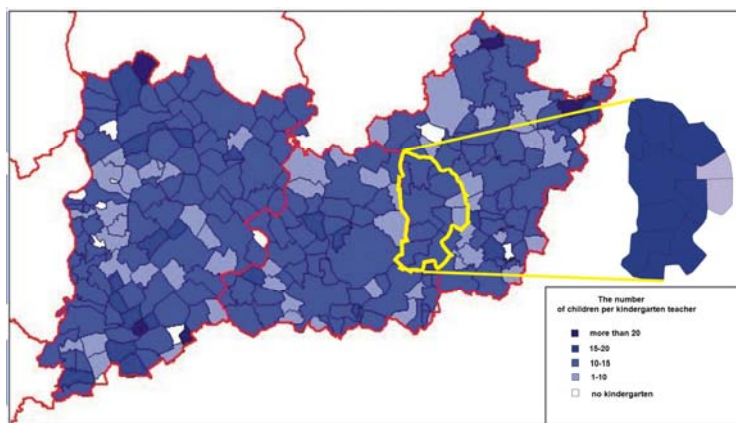 The number
of children per kindergarten teacher
more than 20
15-20
10-15
1-10
no kindergarten